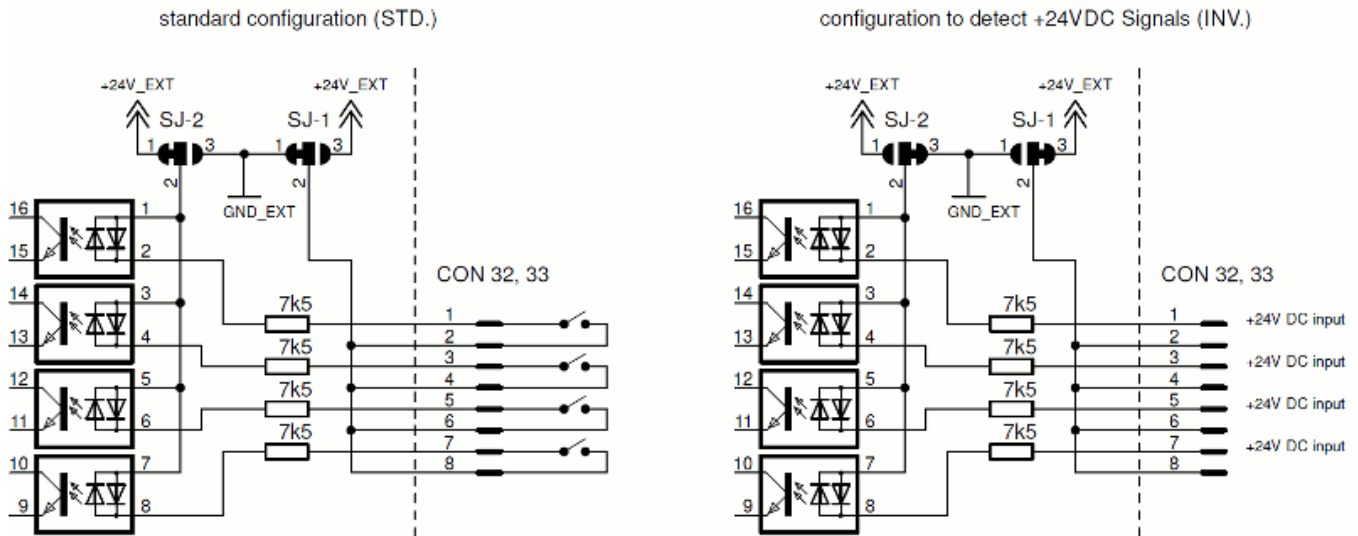 standard configuration (STD.)
+24V_EXT
+24V_EXT
SJ-2
SJ-1
1
3
1
3
2
2
GND_EXT
16
1
15
2
14
3
13
4
12
5
11
6
10
7
9
8
7k5
7k5
7k5
7k5
CON 32, 33
1
2
3
4
5
6
7
8
configuration to detect +24VDC Signals (INV.)
+24V_EXT
+24V_EXT
SJ-2
SJ-1
1
3
1
3
2
2
GND_EXT
16
1
15
2
14
3
13
4
12
5
11
6
10
7
9
8
7k5
7k5
7k5
7k5
CON 32, 33
1
+24V DC input
2
3
+24V DC input
4
5
+24V DC input
6
7
+24V DC input
8